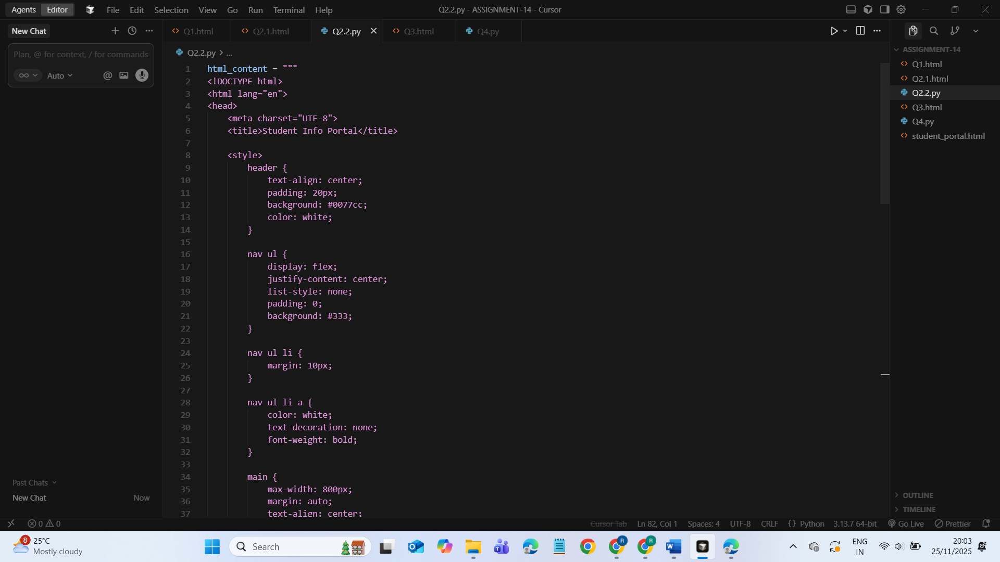 Agents Editor File Edit Selection View Go Run Terminal Help Q2.2.py - ASSIGNMENT-14 - Cursor
New Chat
Plan, @ for context, / for commands
Auto
Q1.html Q2.1.html Q2.2.py Q3.html Q4.py
Q2.2.py > ...
1 html_content = """
2 <!DOCTYPE html>
3 <html lang="en">
4 <head>
5 <meta charset="UTF-8">
6 <title>Student Info Portal</title>
7
8 <style>
9 header {
10 text-align: center;
11 padding: 20px;
12 background: #0077cc;
13 color: white;
14 }
15
16 nav ul {
17 display: flex;
18 justify-content: center;
19 list-style: none;
20 padding: 0;
21 background: #333;
22 }
23
24 nav ul li {
25 margin: 10px;
26 }
27
28 nav ul li a {
29 color: white;
30 text-decoration: none;
31 font-weight: bold;
32 }
33
34 main {
35 max-width: 800px;
36 margin: auto;
37 text-align: center;
ASSIGNMENT-14
Q1.html
Q2.1.html
Q2.2.py
Q3.html
Q4.py
student_portal.html
OUTLINE
TIMELINE
Past Chats
New Chat Now
0 0 Cursor Tab Ln 82, Col 1 Spaces: 4 UTF-8 CRLF {} Python 3.13.7 64-bit Go Live Prettier
8 25°C
Mostly cloudy
Search
R R
ENG
IN
20:03
25/11/2025